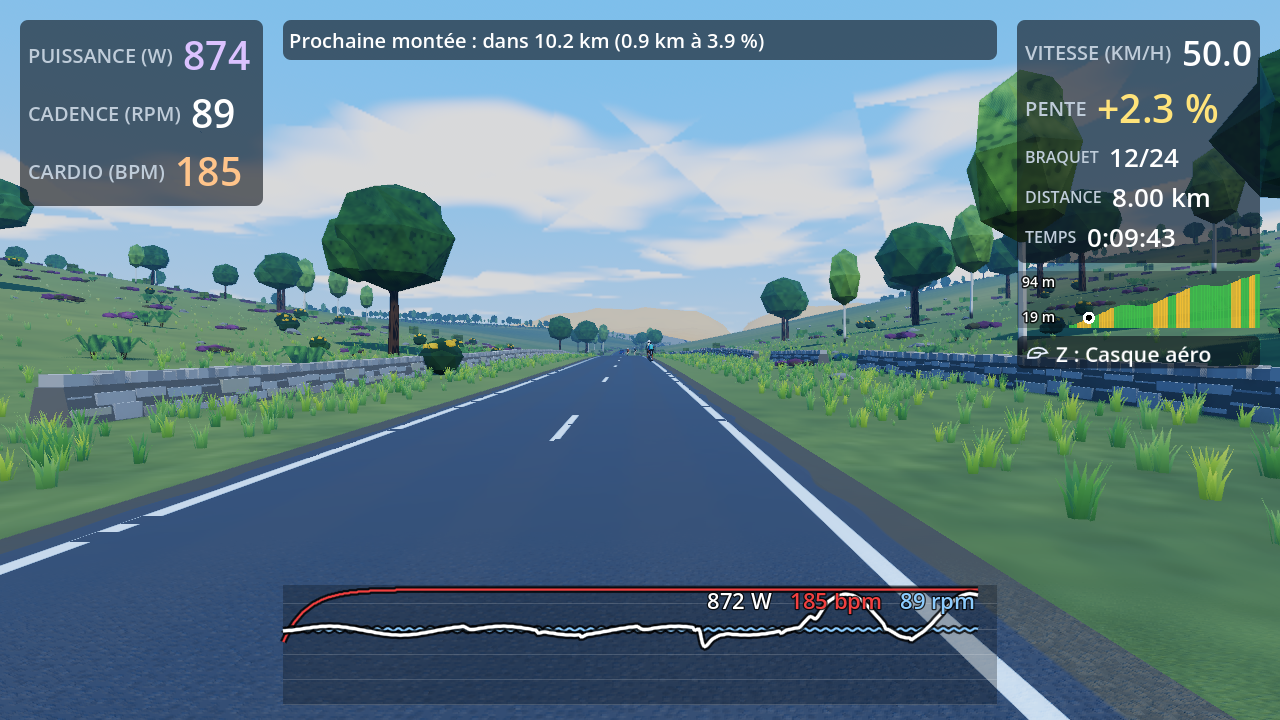 PUISSANCE (W) 874
CADENCE (RPM) 89
CARDIO (BPM) 185
Prochaine montée : dans 10.2 km (0.9 km à 3.9 %)
VITESSE (KM/H) 50.0
PENTE +2.3 %
BRAQUET 12/24
DISTANCE 8.00 km
TEMPS 0:09:43
94 m
19 m
Z : Casque aéro
872 W 185 bpm 89 rpm